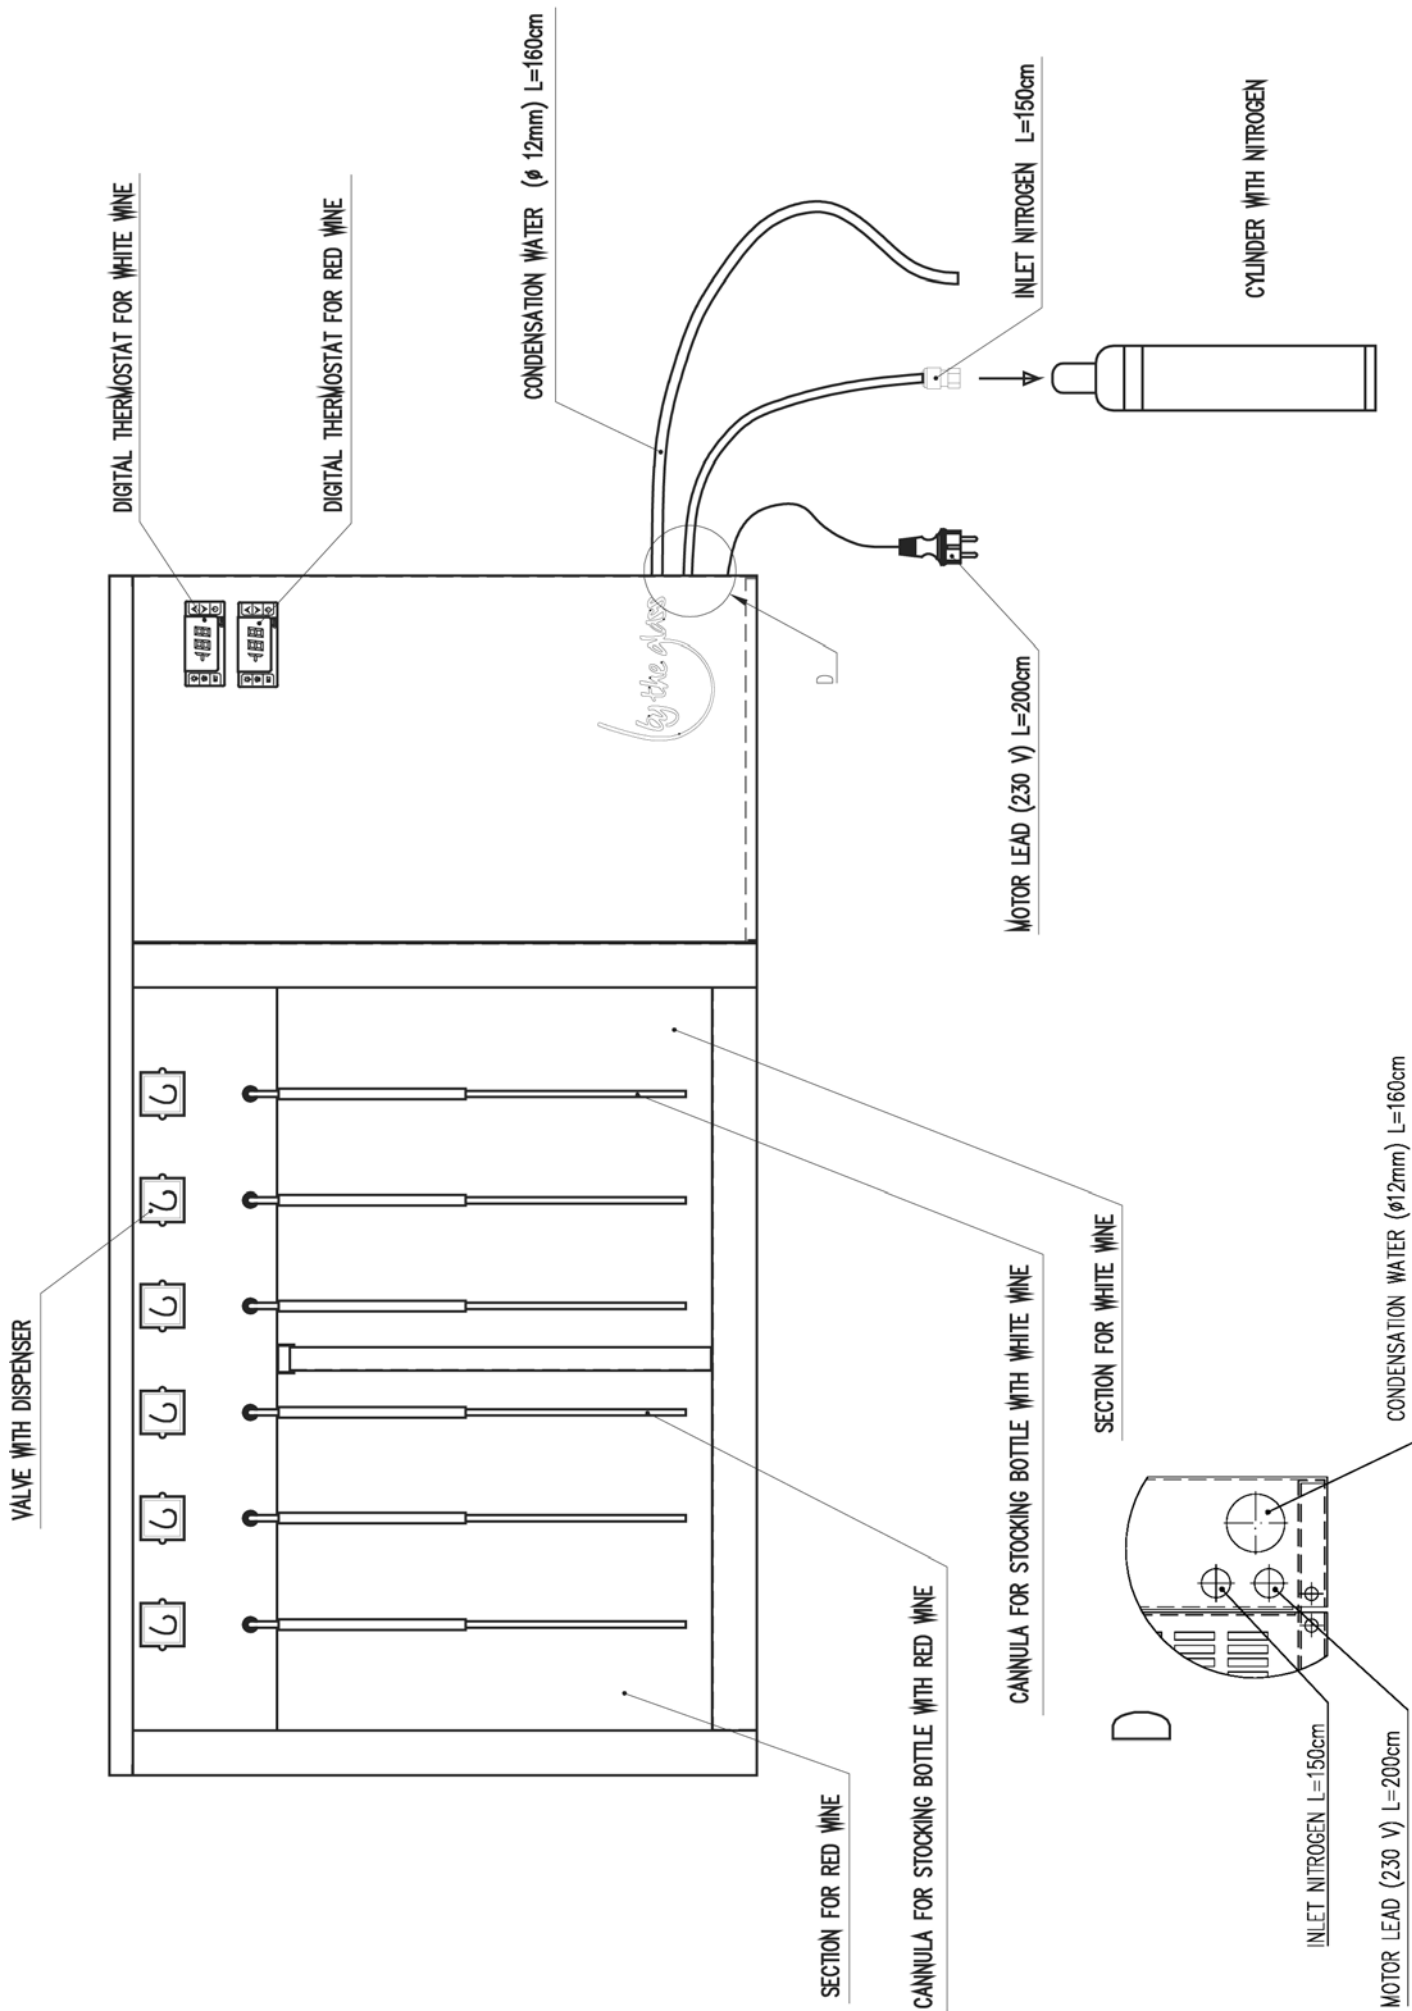 VALVE WITH DISPENSER
DIGITAL THERMOSTAT FOR WHITE WINE
DIGITAL THERMOSTAT FOR RED WINE
by the glass
CONDENSATION WATER (ø 12mm) L=160cm
D
INLET NITROGEN L=150cm
MOTOR LEAD (230 V) L=200cm
CYLINDER WITH NITROGEN
SECTION FOR RED WINE
CANNULA FOR STOCKING BOTTLE WITH RED WINE
CANNULA FOR STOCKING BOTTLE WITH WHITE WINE
SECTION FOR WHITE WINE
D
INLET NITROGEN L=150cm
MOTOR LEAD (230 V) L=200cm
CONDENSATION WATER (ø12mm) L=160cm